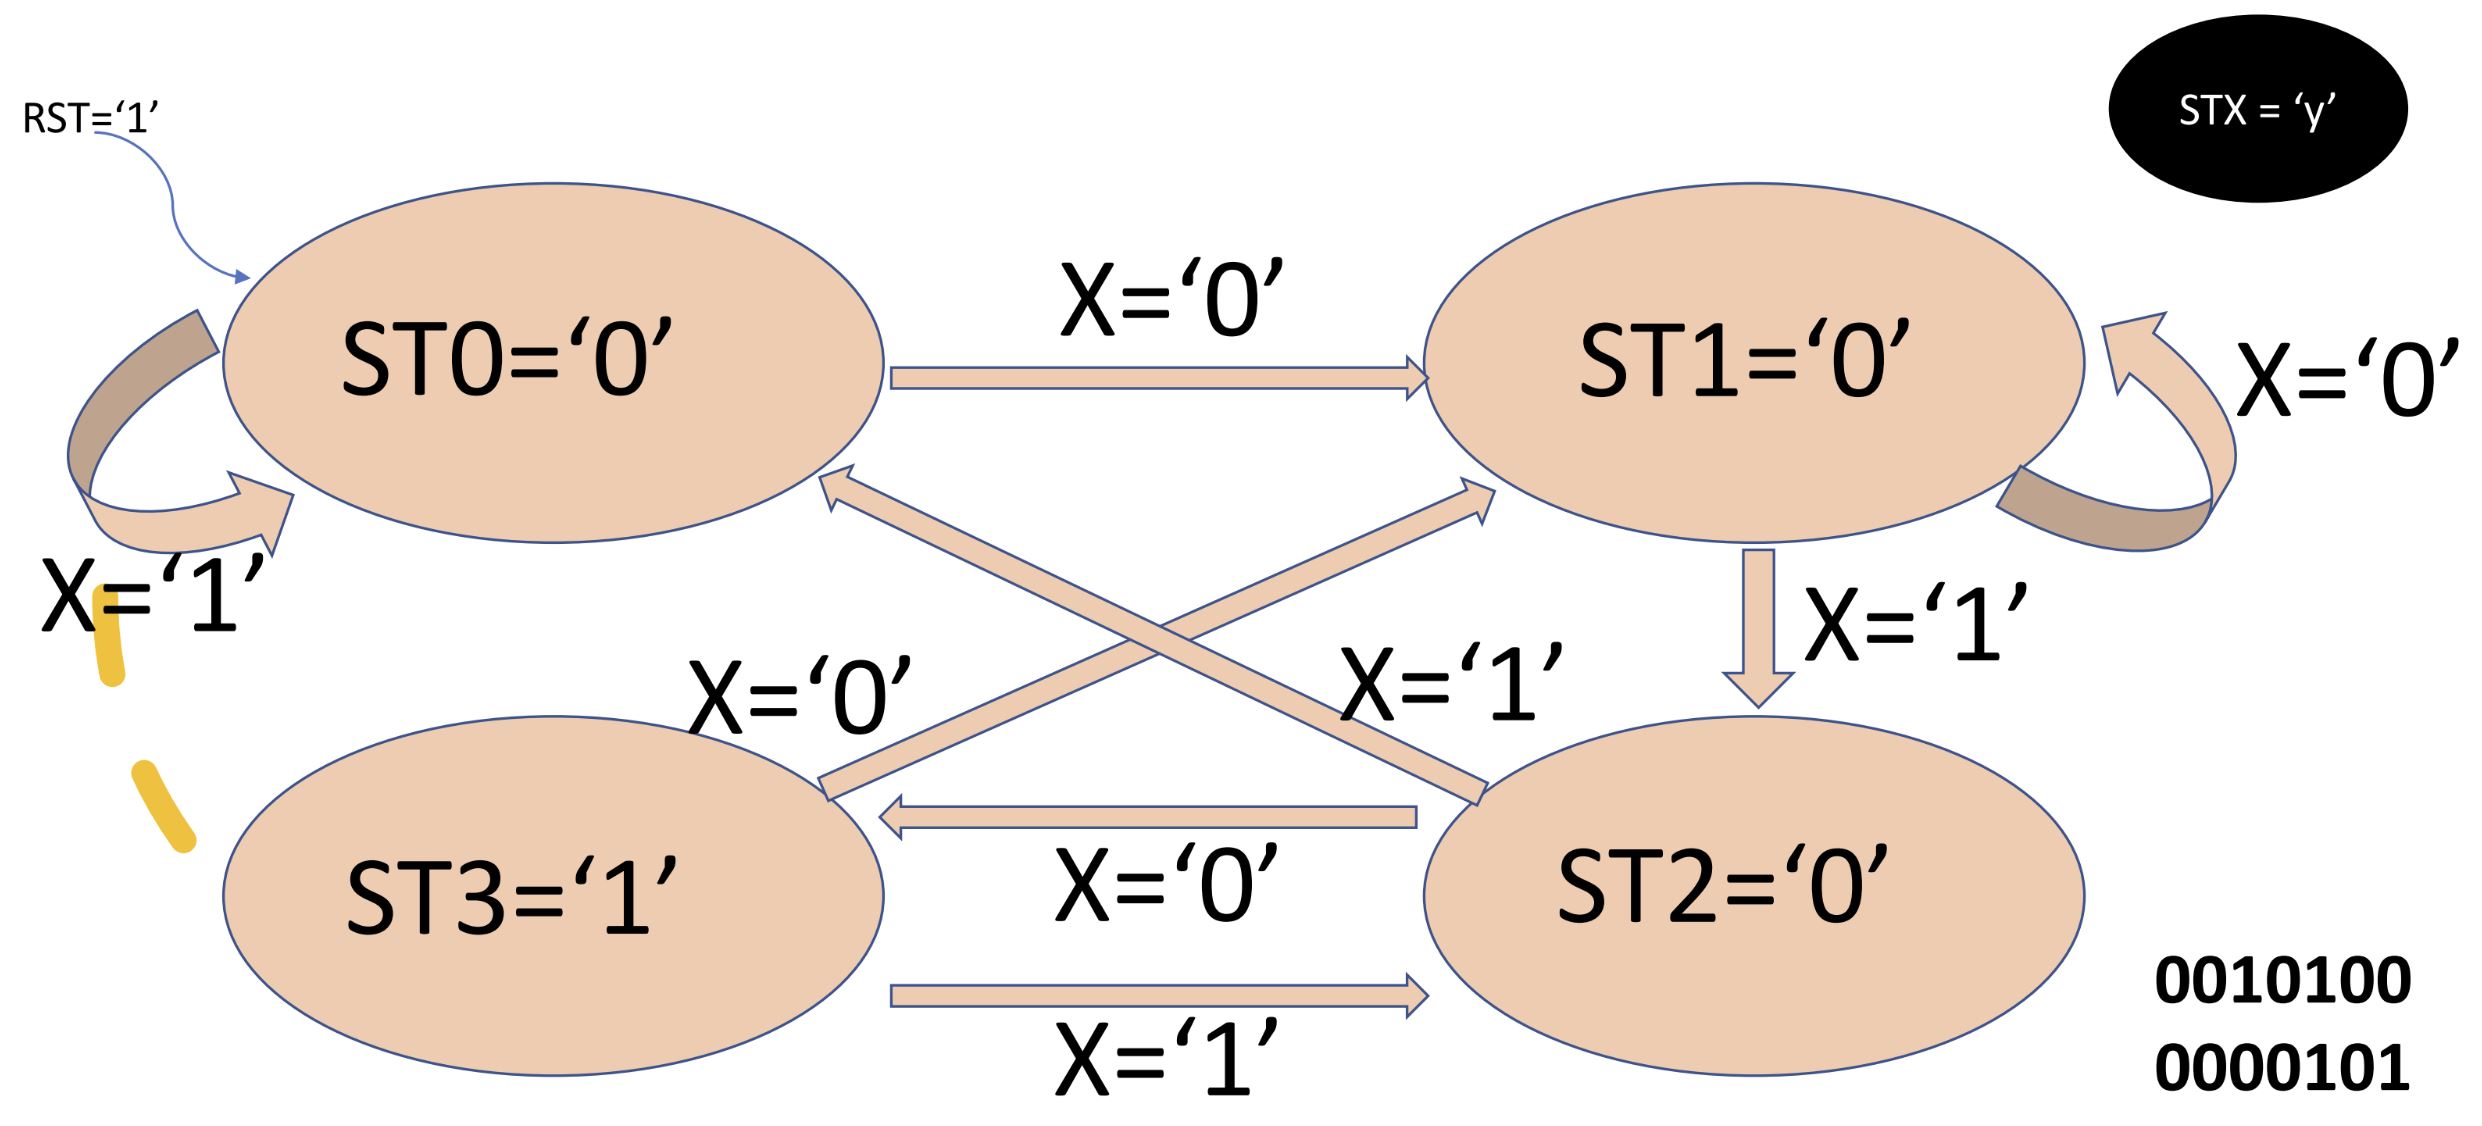 STX = ‘y’
RST=‘1’
X=‘0’
ST0=‘0’
ST1=‘0’
X=‘0’
X=‘1’
X=‘1’
X=‘0’
X=‘1’
X=‘0’
ST3=‘1’
ST2=‘0’
X=‘1’
0010100
0000101